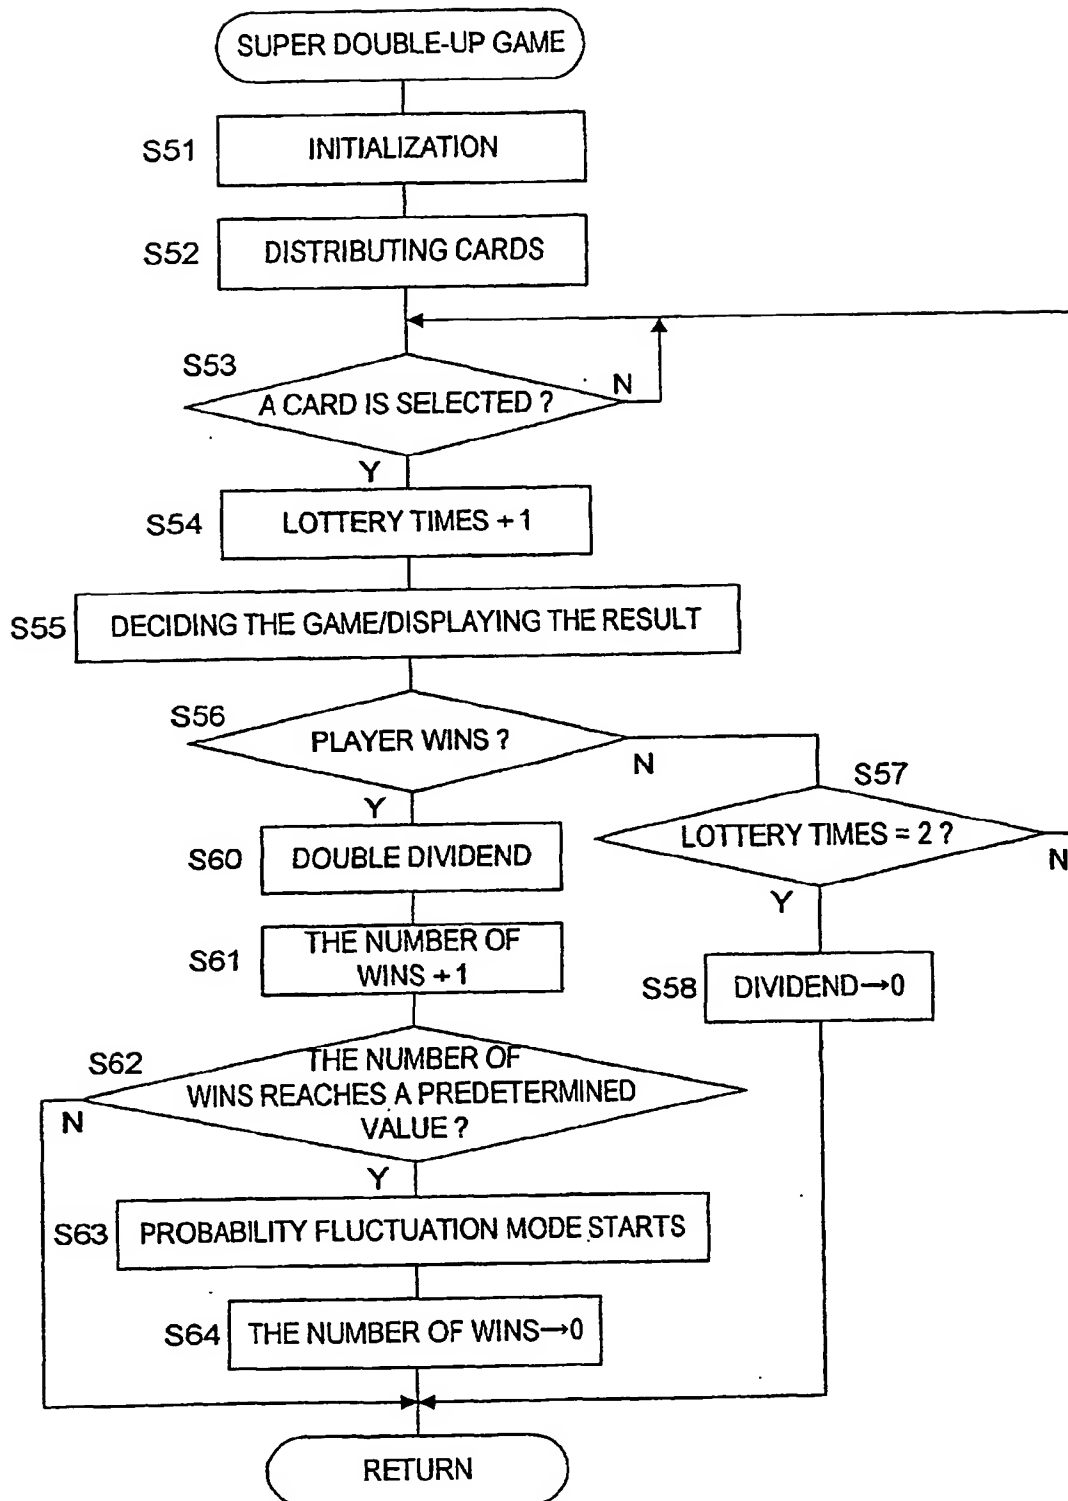 SUPER DOUBLE-UP GAME
S51
INITIALIZATION
S52
DISTRIBUTING CARDS
S53
A CARD IS SELECTED ?
N
Y
S54
LOTTERY TIMES + 1
S55
DECIDING THE GAME/DISPLAYING THE RESULT
S56
PLAYER WINS ?
N
Y
S57
LOTTERY TIMES = 2 ?
N
Y
S60
DOUBLE DIVIDEND
S61
THE NUMBER OF
WINS + 1
S58
DIVIDEND→0
S62
THE NUMBER OF
WINS REACHES A PREDETERMINED
VALUE ?
N
Y
S63
PROBABILITY FLUCTUATION MODE STARTS
S64
THE NUMBER OF WINS→0
RETURN